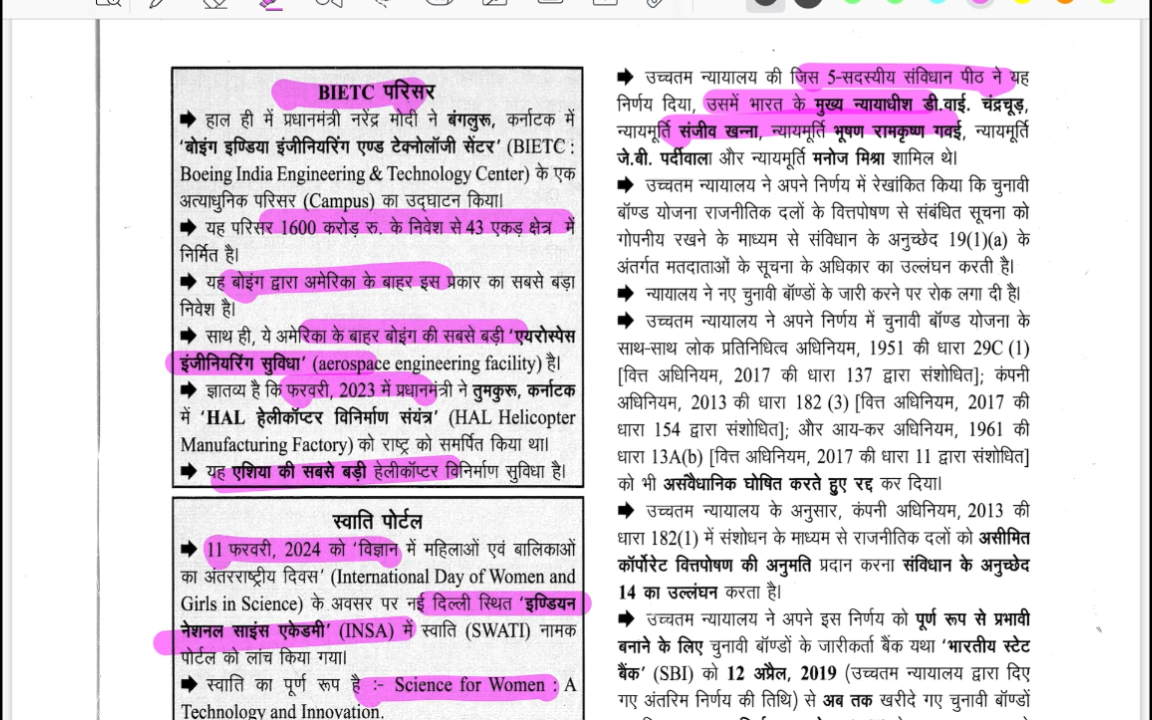 BIETC परिसर
➡ हाल ही में प्रधानमंत्री नरेंद्र मोदी ने बंगलुरू, कर्नाटक में
'बोइंग इण्डिया इंजीनियरिंग एण्ड टेक्नोलॉजी सेंटर' (BIETC :
Boeing India Engineering & Technology Center) के एक
अत्याधुनिक परिसर (Campus) का उद्घाटन किया।
➡ यह परिसर 1600 करोड़ रु. के निवेश से 43 एकड़ क्षेत्र में
निर्मित है।
➡ यह बोइंग द्वारा अमेरिका के बाहर इस प्रकार का सबसे बड़ा
निवेश है।
➡ साथ ही, ये अमेरिका के बाहर बोइंग की सबसे बड़ी 'एयरोस्पेस
इंजीनियरिंग सुविधा' (aerospace engineering facility) है।
➡ ज्ञातव्य है कि फरवरी, 2023 में प्रधानमंत्री ने तुमकुरू, कर्नाटक
में 'HAL हेलीकॉप्टर विनिर्माण संयंत्र' (HAL Helicopter
Manufacturing Factory) को राष्ट्र को समर्पित किया था।
➡ यह एशिया की सबसे बड़ी हेलीकॉप्टर विनिर्माण सुविधा है।
स्वाति पोर्टल
➡ 11 फरवरी, 2024 को 'विज्ञान में महिलाओं एवं बालिकाओं
का अंतरराष्ट्रीय दिवस' (International Day of Women and
Girls in Science) के अवसर पर नई दिल्ली स्थित 'इण्डियन
नेशनल साइंस एकेडमी' (INSA) में स्वाति (SWATI) नामक
पोर्टल को लांच किया गया।
➡ स्वाति का पूर्ण रूप है :- Science for Women : A
Technology and Innovation.
➡ उच्चतम न्यायालय की जिस 5-सदस्यीय संविधान पीठ ने यह
निर्णय दिया, उसमें भारत के मुख्य न्यायाधीश डी.वाई. चंद्रचूड़,
न्यायमूर्ति संजीव खन्ना, न्यायमूर्ति भूषण रामकृष्ण गवई, न्यायमूर्ति
जे.बी. पर्दीवाला और न्यायमूर्ति मनोज मिश्रा शामिल थे।
➡ उच्चतम न्यायालय ने अपने निर्णय में रेखांकित किया कि चुनावी
बॉण्ड योजना राजनीतिक दलों के वित्तपोषण से संबंधित सूचना को
गोपनीय रखने के माध्यम से संविधान के अनुच्छेद 19(1)(a) के
अंतर्गत मतदाताओं के सूचना के अधिकार का उल्लंघन करती है।
➡ न्यायालय ने नए चुनावी बॉण्डों के जारी करने पर रोक लगा दी है।
➡ उच्चतम न्यायालय ने अपने निर्णय में चुनावी बॉण्ड योजना के
साथ-साथ लोक प्रतिनिधित्व अधिनियम, 1951 की धारा 29C (1)
[वित्त अधिनियम, 2017 की धारा 137 द्वारा संशोधित]; कंपनी
अधिनियम, 2013 की धारा 182 (3) [वित्त अधिनियम, 2017 की
धारा 154 द्वारा संशोधित]; और आय-कर अधिनियम, 1961 की
धारा 13A(b) [वित्त अधिनियम, 2017 की धारा 11 द्वारा संशोधित]
को भी असंवैधानिक घोषित करते हुए रद्द कर दिया।
➡ उच्चतम न्यायालय के अनुसार, कंपनी अधिनियम, 2013 की
धारा 182(1) में संशोधन के माध्यम से राजनीतिक दलों को असीमित
कॉर्पोरेट वित्तपोषण की अनुमति प्रदान करना संविधान के अनुच्छेद
14 का उल्लंघन करता है।
➡ उच्चतम न्यायालय ने अपने इस निर्णय को पूर्ण रूप से प्रभावी
बनाने के लिए चुनावी बॉण्डों के जारीकर्ता बैंक यथा 'भारतीय स्टेट
बैंक' (SBI) को 12 अप्रैल, 2019 (उच्चतम न्यायालय द्वारा दिए
गए अंतरिम निर्णय की तिथि) से अब तक खरीदे गए चुनावी बॉण्डों